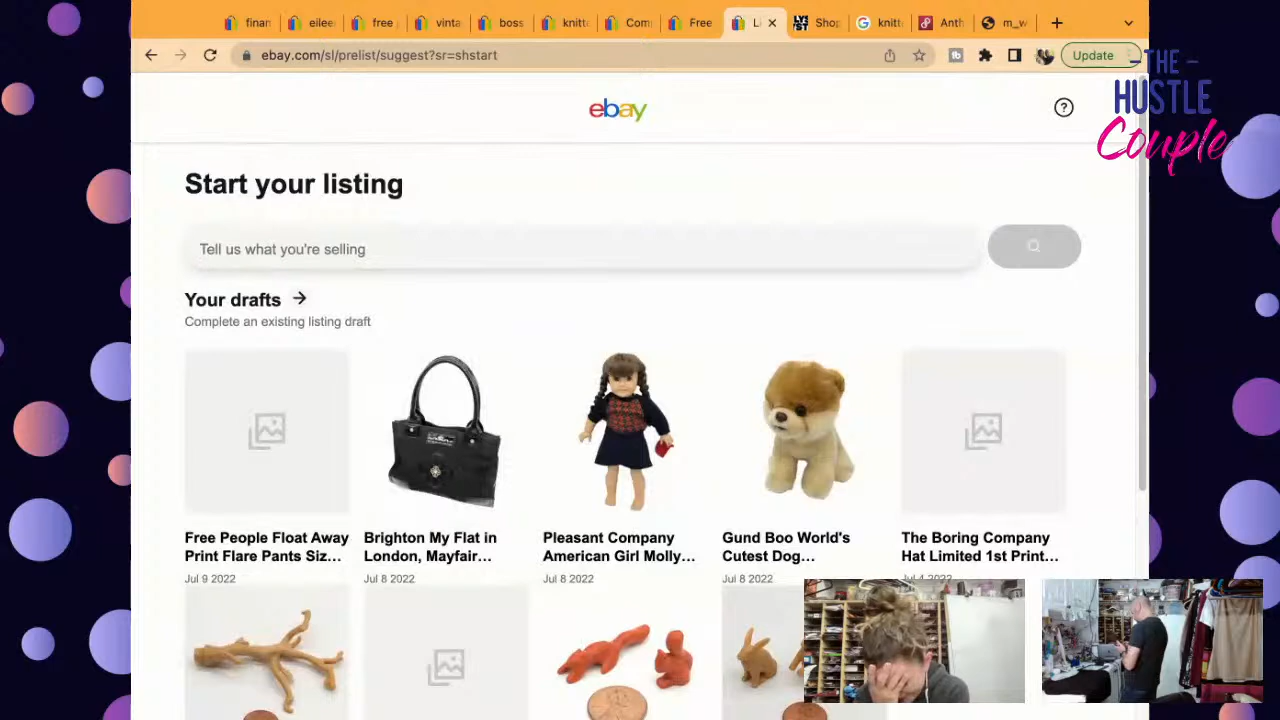 finan
eilee
free
vinta
boss
knitt
Com
Free
Li
Shop
knitt
Anth
m_w
ebay.com/sl/prelist/suggest?sr=shstart
Update
-THE-
HUSTLE
Couple
ebay
Start your listing
Tell us what you're selling
Your drafts
Complete an existing listing draft
Free People Float Away
Print Flare Pants Siz...
Jul 9 2022
Brighton My Flat in
London, Mayfair...
Jul 8 2022
Pleasant Company
American Girl Molly...
Jul 8 2022
Gund Boo World's
Cutest Dog...
Jul 8 2022
The Boring Company
Hat Limited 1st Print...
Jul 4 2022